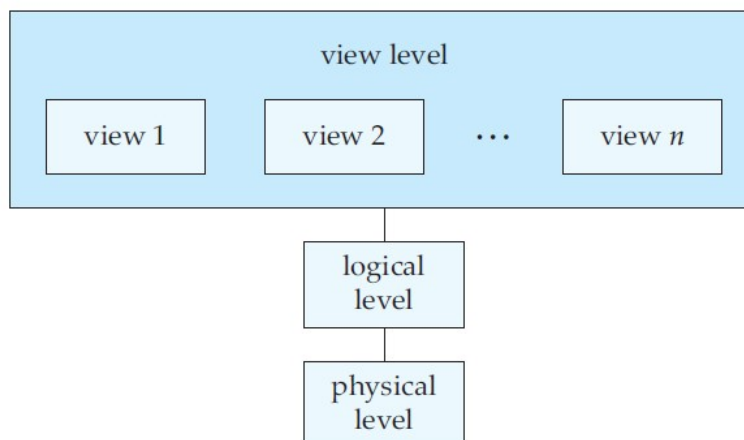 view level
view 1
view 2
...
view n
logical
level
physical
level